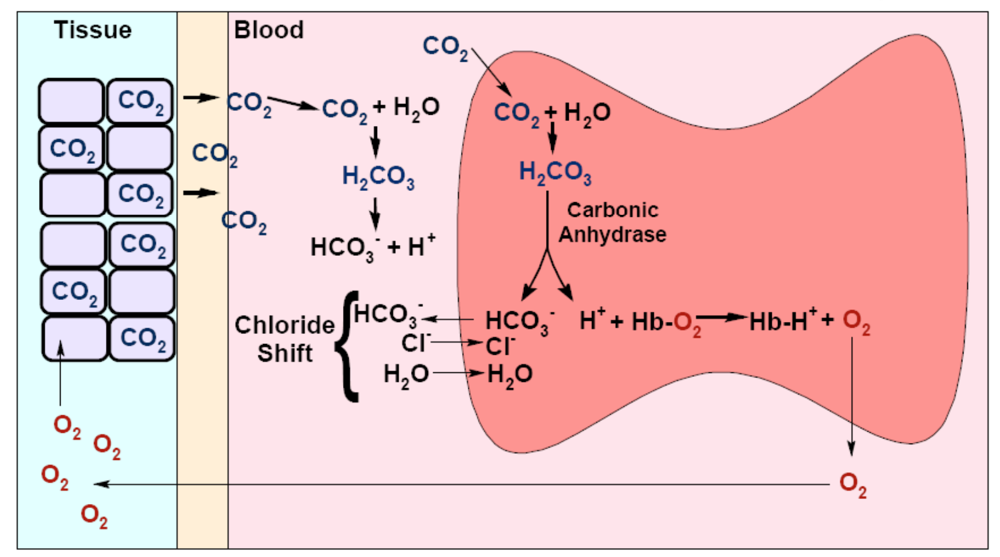 Tissue
Blood
CO₂
CO₂
CO₂
CO₂
CO₂
CO₂
CO₂
CO₂
CO₂
CO₂ + H₂O
H₂CO₃
HCO₃⁻ + H⁺
CO₂
CO₂ + H₂O
H₂CO₃
Carbonic
Anhydrase
Chloride
Shift
HCO₃⁻
HCO₃⁻
H⁺ + Hb-O₂
Hb-H⁺ + O₂
Cl⁻
Cl⁻
H₂O
H₂O
O₂
O₂
O₂
O₂
O₂